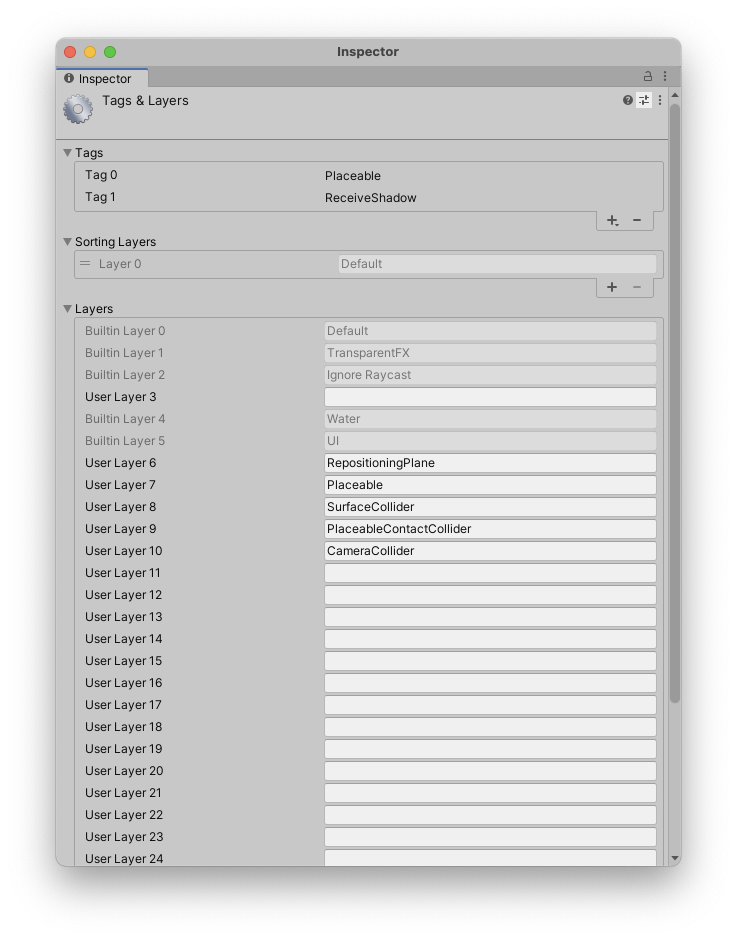 Inspector
Inspector
Tags & Layers
Tags
Tag 0 Placeable
Tag 1 ReceiveShadow
Sorting Layers
Layer 0 Default
Layers
Builtin Layer 0 Default
Builtin Layer 1 TransparentFX
Builtin Layer 2 Ignore Raycast
User Layer 3
Builtin Layer 4 Water
Builtin Layer 5 UI
User Layer 6 RepositioningPlane
User Layer 7 Placeable
User Layer 8 SurfaceCollider
User Layer 9 PlaceableContactCollider
User Layer 10 CameraCollider
User Layer 11
User Layer 12
User Layer 13
User Layer 14
User Layer 15
User Layer 16
User Layer 17
User Layer 18
User Layer 19
User Layer 20
User Layer 21
User Layer 22
User Layer 23
User Layer 24